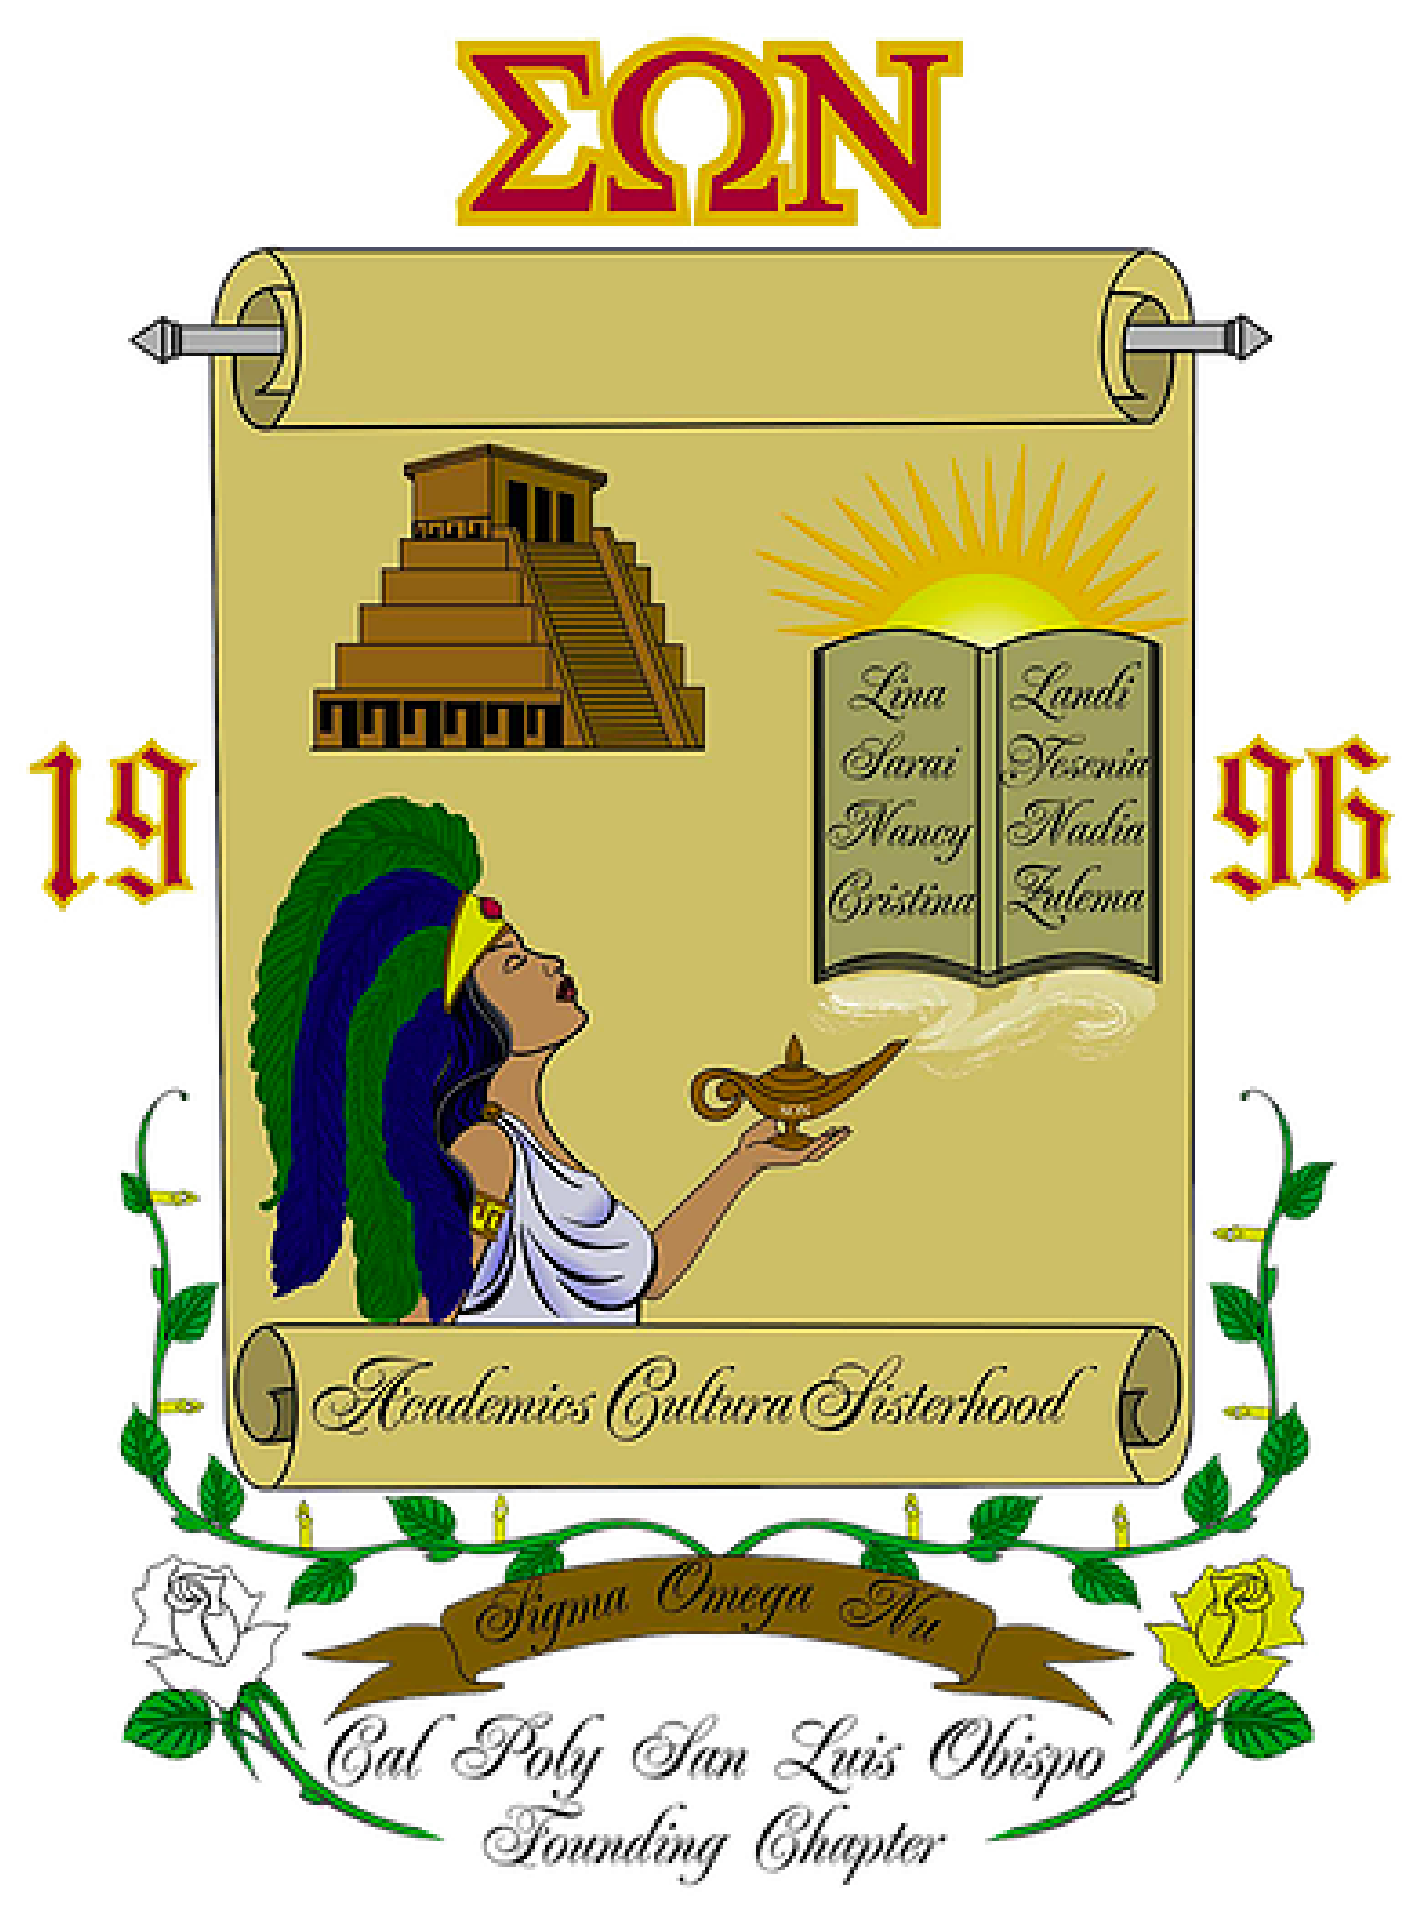 ΣΩΝ
19 96
Lina Landi
Sarai Yesenia
Nancy Nadia
Cristina Zulema
ΣΩΝ
Academics Cultura Sisterhood
Sigma Omega Nu
Cal Poly San Luis Obispo
Founding Chapter